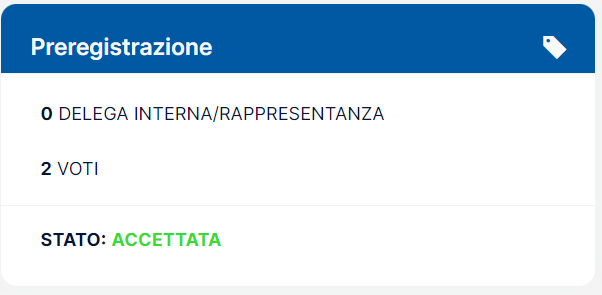 Preregistrazione
0 DELEGA INTERNA/RAPPRESENTANZA
2 VOTI
STATO: ACCETTATA